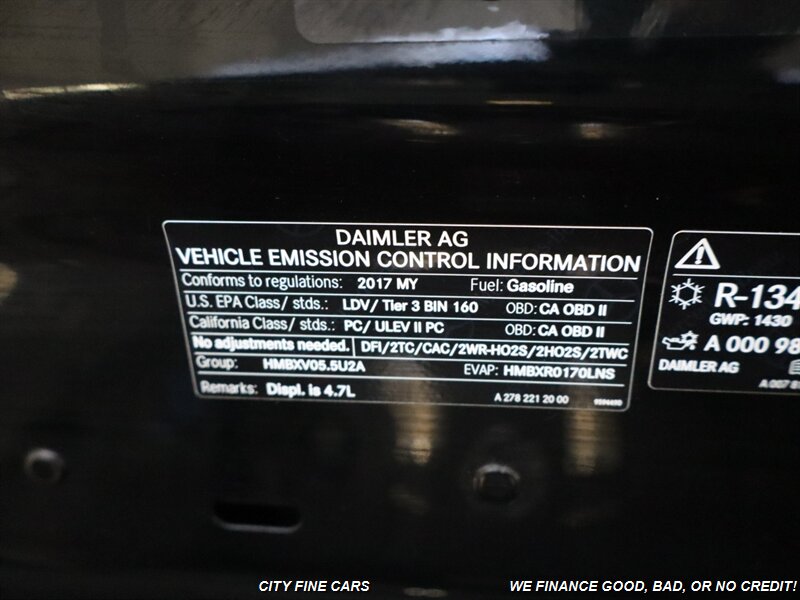 DAIMLER AG
VEHICLE EMISSION CONTROL INFORMATION
Conforms to regulations: 2017 MY Fuel: Gasoline
U.S. EPA Class/ stds.: LDV/ Tier 3 BIN 160 OBD: CA OBD II
California Class/ stds.: PC/ ULEV II PC OBD: CA OBD II
No adjustments needed. DFI/2TC/CAC/2WR-HO2S/2HO2S/2TWC
Group: HMBXV05.5U2A EVAP: HMBXR0170LNS
Remarks: Displ. is 4.7L A 278 221 20 00
R-134
GWP: 1430
A 000 98
DAIMLER AG
A 007 81
CITY FINE CARS WE FINANCE GOOD, BAD, OR NO CREDIT!